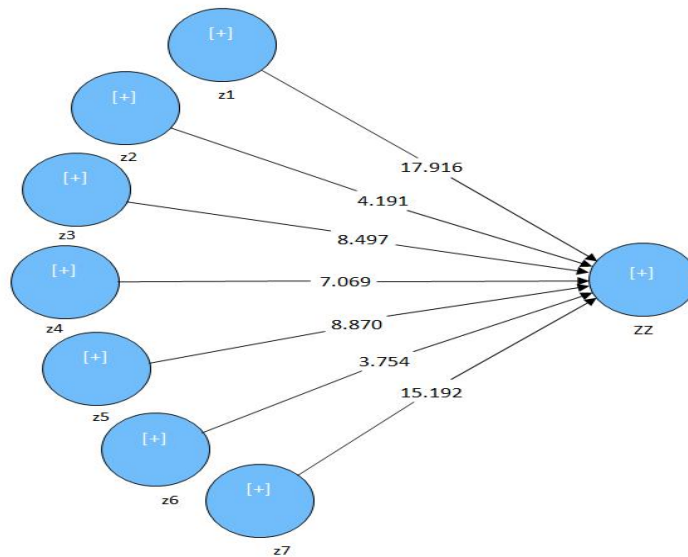 [+]
z1
[+]
z2
17.916
[+]
4.191
z3
8.497
[+]
7.069
[+]
z4
ZZ
8.870
[+]
3.754
z5
15.192
[+]
z6
[+]
z7